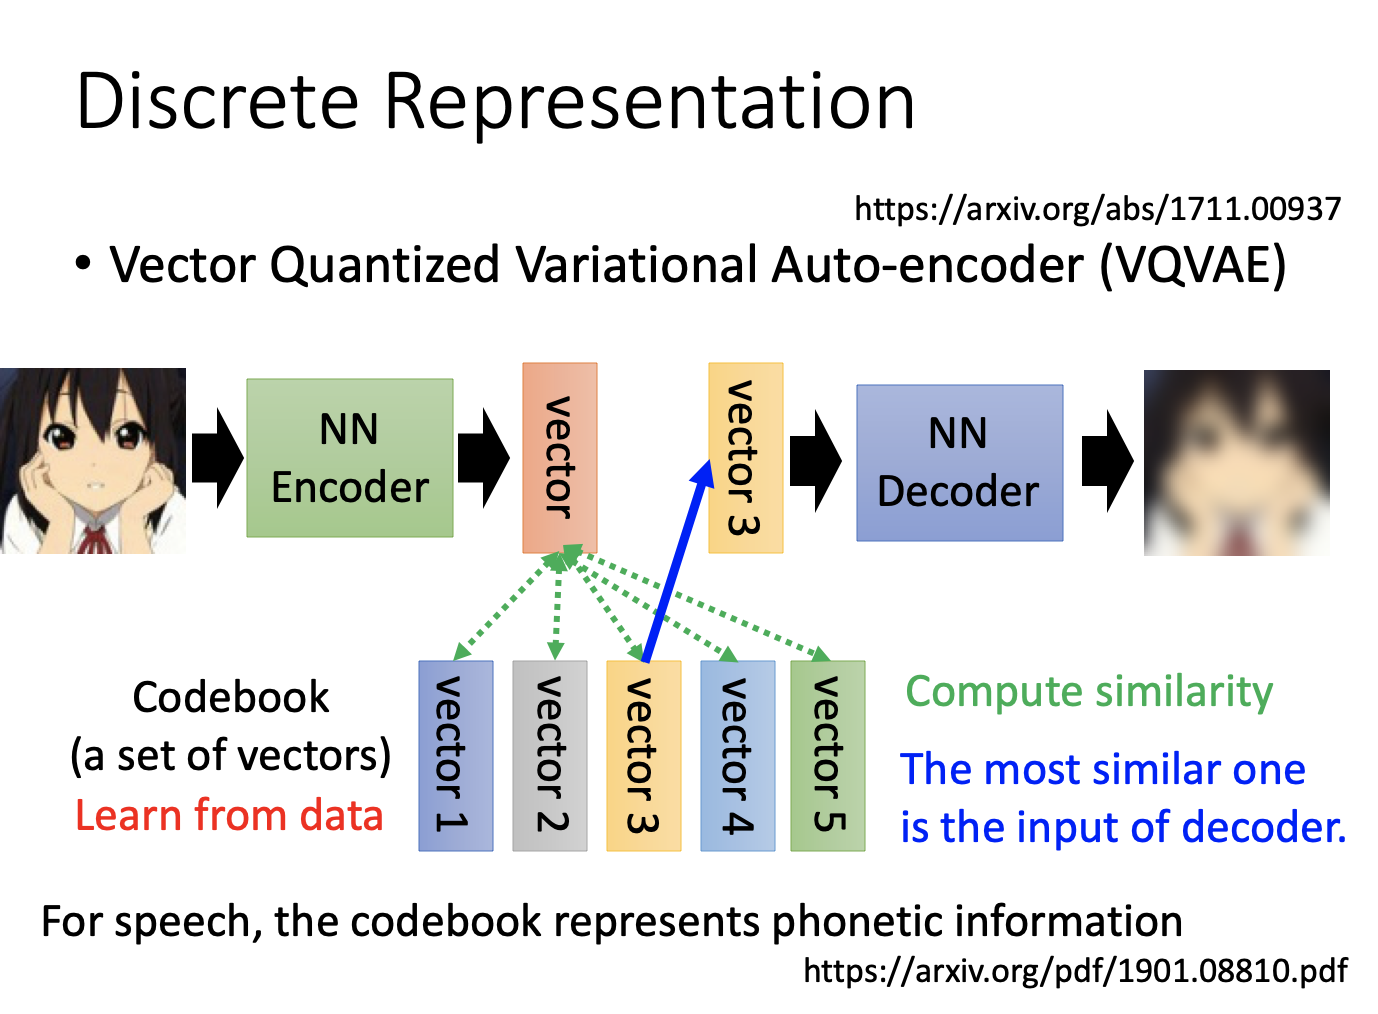 Discrete Representation
https://arxiv.org/abs/1711.00937
• Vector Quantized Variational Auto-encoder (VQVAE)
NN
Encoder
vector
vector 3
NN
Decoder
Codebook
(a set of vectors)
Learn from data
vector 1
vector 2
vector 3
vector 4
vector 5
Compute similarity
The most similar one
is the input of decoder.
For speech, the codebook represents phonetic information
https://arxiv.org/pdf/1901.08810.pdf